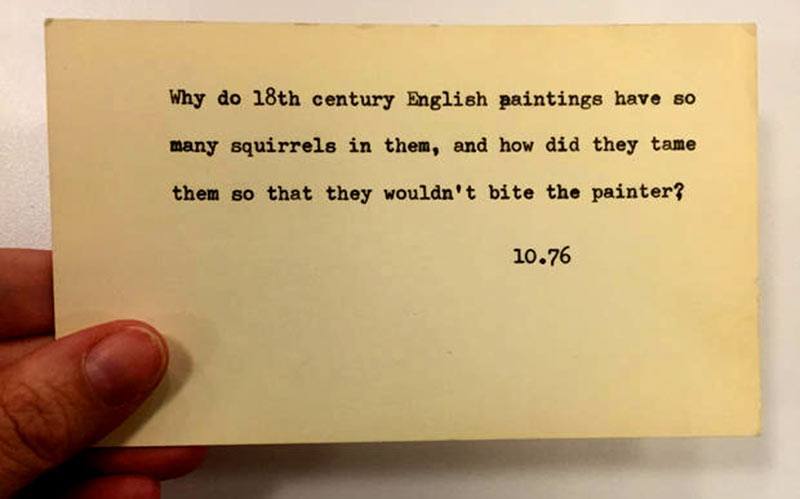 Why do 18th century English paintings have so
many squirrels in them, and how did they tame
them so that they wouldn't bite the painter?
10.76